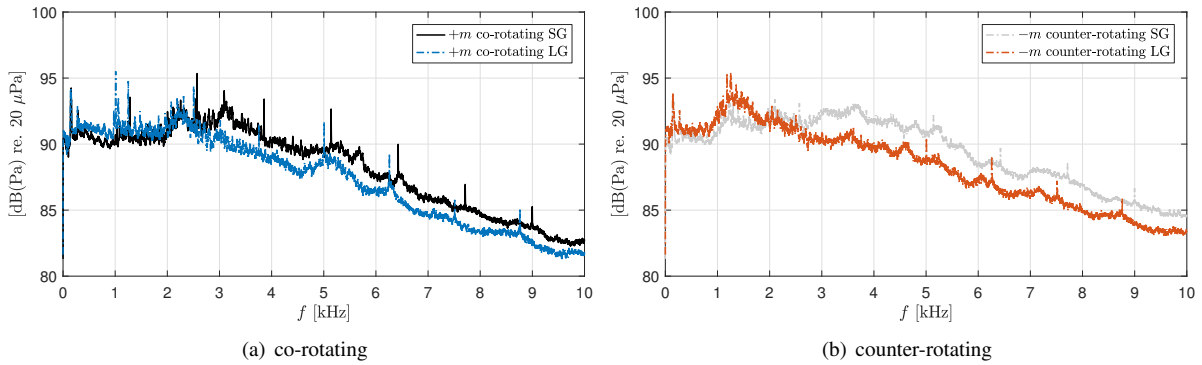 100
95
90
85
80
[dB(Pa) re. 20 μPa]
+m co-rotating SG
+m co-rotating LG
0 1 2 3 4 5 6 7 8 9 10
f [kHz]
(a) co-rotating
100
95
90
85
80
[dB(Pa) re. 20 μPa]
−m counter-rotating SG
−m counter-rotating LG
0 1 2 3 4 5 6 7 8 9 10
f [kHz]
(b) counter-rotating